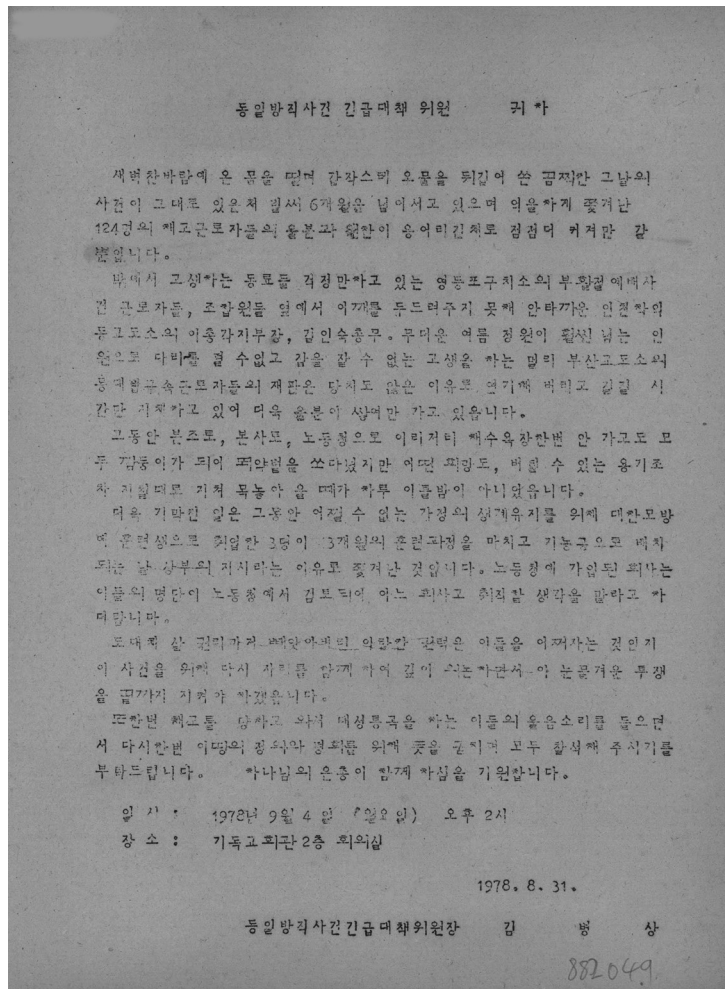 동일방직사건 긴급대책 위원 귀하
새벽찬바람에 온 몸을 떨며 갑작스레 오물을 뒤집어 쓴 끔찍한 그날의
사건이 그대로 있은채 벌써 6개월을 넘어서고 있으며 억울하게 쫓겨난
124명의 해고근로자들의 울분과 원한이 응어리진채로 점점더 커져만 갈
뿐입니다.
밖에서 고생하는 동료를 걱정만하고 있는 영등포구치소의 부활절예배사
건 근로자들, 조합원들 옆에서 어깨를 두드려주지 못해 안타까운 인천학익
동교도소의 이총각지부장, 김인숙총무. 무더운 여름 정원이 훨씬 넘는 인
원으로 다리를 펼 수없고 잠을 잘 수 없는 고생을 하는 멀리 부산교도소의
구속근로자들의 재판은 당치도 않은 이유로 연기해 버리고 질질 시
간만 지체하고 있어 더욱 울분이 쌓여만 가고 있읍니다.
그동안 본조로, 본사로, 노동청으로 이리저리 해수욕장한번 안 가고도 모
두 깜둥이가 되어 뙤약볕을 쏘다녔지만 어떤 희망도, 버틸 수 있는 용기조
차 지칠대로 지쳐 목놓아 울 때가 하루 이틀밤이 아니었읍니다.
더욱 기막힌 일은 그동안 어쩔 수 없는 가정의 생계유지를 위해 대한모방
에 훈련생으로 취업한 3명이 3개월의 훈련과정을 마치고 기능공으로 배치
되는 날 상부의 지시라는 이유로 쫓겨난 것입니다. 노동청에 가입된 회사는
이들의 명단이 노동청에서 검토되어 어느 회사고 취직할 생각을 말라고 하
더랍니다.
도대체 살 권리마저 빼앗아버린 악랄한 권력은 이들을 어쩌자는 것인지
이 사건을 위해 다시 자리를 함께 하여 깊이 의논하면서 이 눈물겨운 투쟁
을 끝까지 지켜야 하겠읍니다.
또한번 해고를 당하고 와서 대성통곡을 하는 이들의 울음소리를 들으면
서 다시한번 이땅의 정의와 평화를 위해 뜻을 굳히며 모두 참석해 주시기를
부탁드립니다. 하나님의 은총이 함께 하심을 기원합니다.
일 시 : 1978년 9월 4일 (월요일) 오후 2시
장 소 : 기독교회관 2층 회의실
1978. 8. 31.
동일방직사건긴급대책위원장 김 병 상
882049